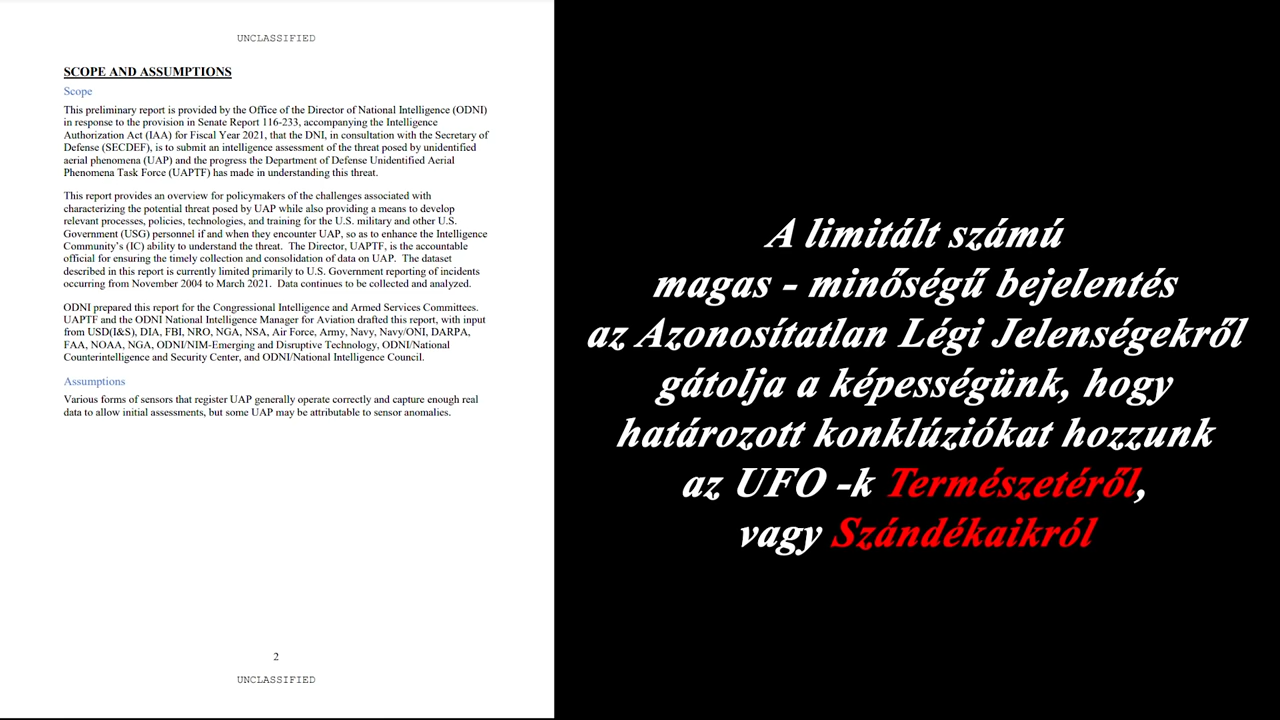 UNCLASSIFIED
SCOPE AND ASSUMPTIONS
Scope
This preliminary report is provided by the Office of the Director of National Intelligence (ODNI)
in response to the provision in Senate Report 116-233, accompanying the Intelligence
Authorization Act (IAA) for Fiscal Year 2021, that the DNI, in consultation with the Secretary of
Defense (SECDEF), is to submit an intelligence assessment of the threat posed by unidentified
aerial phenomena (UAP) and the progress the Department of Defense Unidentified Aerial
Phenomena Task Force (UAPTF) has made in understanding this threat.
This report provides an overview for policymakers of the challenges associated with
characterizing the potential threat posed by UAP while also providing a means to develop
relevant processes, policies, technologies, and training for the U.S. military and other U.S.
Government (USG) personnel if and when they encounter UAP, so as to enhance the Intelligence
Community's (IC) ability to understand the threat. The Director, UAPTF, is the accountable
official for ensuring the timely collection and consolidation of data on UAP. The dataset
described in this report is currently limited primarily to U.S. Government reporting of incidents
occurring from November 2004 to March 2021. Data continues to be collected and analyzed.
ODNI prepared this report for the Congressional Intelligence and Armed Services Committees.
UAPTF and the ODNI National Intelligence Manager for Aviation drafted this report, with input
from USD(I&S), DIA, FBI, NRO, NGA, NSA, Air Force, Army, Navy, Navy/ONI, DARPA,
FAA, NOAA, NGA, ODNI/NIM-Emerging and Disruptive Technology, ODNI/National
Counterintelligence and Security Center, and ODNI/National Intelligence Council.
Assumptions
Various forms of sensors that register UAP generally operate correctly and capture enough real
data to allow initial assessments, but some UAP may be attributable to sensor anomalies.
2
UNCLASSIFIED
A limitált számú
magas - minőségű bejelentés
az Azonosítatlan Légi Jelenségekről
gátolja a képességünk, hogy
határozott konklúziókat hozzunk
az UFO -k Természetéről,
vagy Szándékaikról